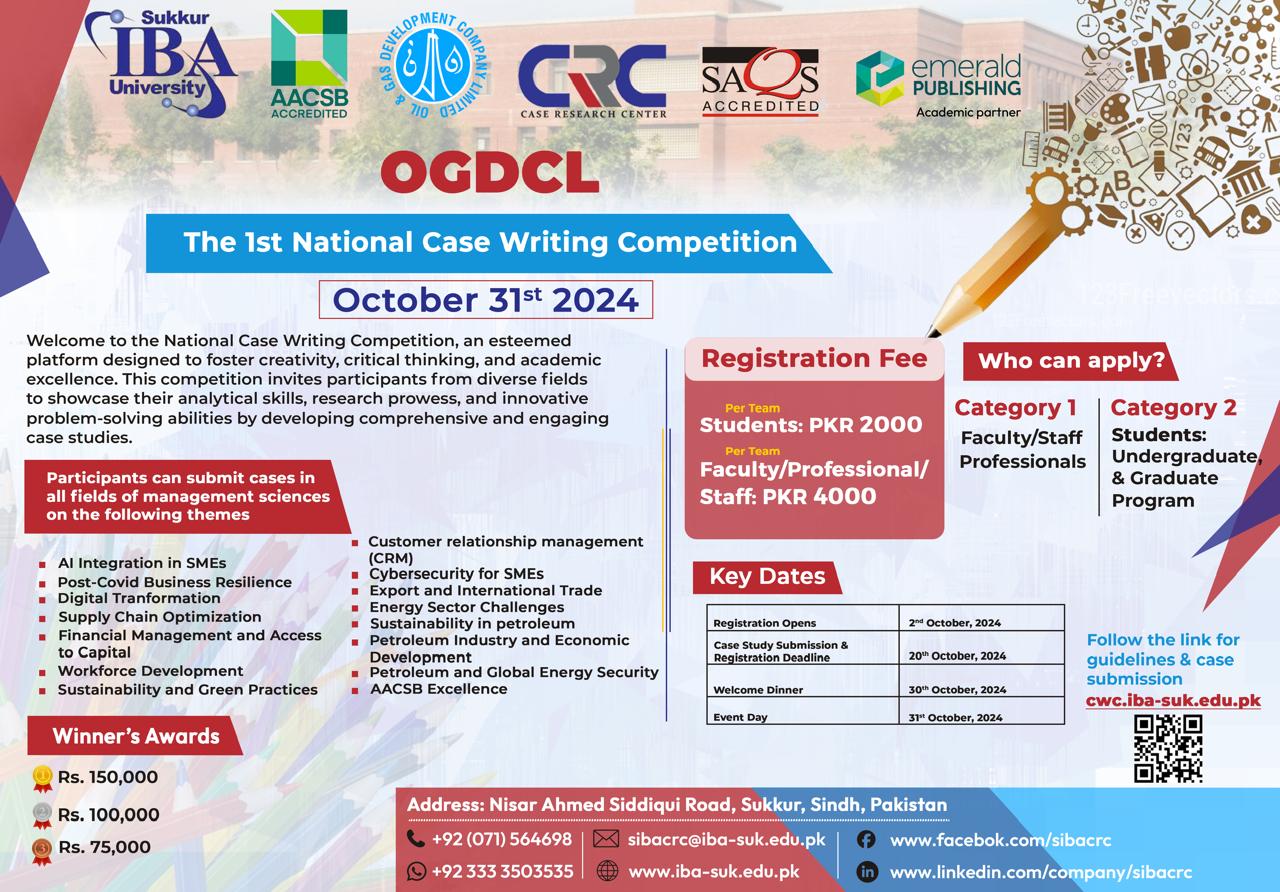 Sukkur
IBA
University
AACSB
ACCREDITED
OIL & GAS DEVELOPMENT COMPANY LIMITED
CRC
CASE RESEARCH CENTER
SAQS
ACCREDITED
emerald
PUBLISHING
Academic partner
OGDCL
The 1st National Case Writing Competition
October 31st 2024
Welcome to the National Case Writing Competition, an esteemed
platform designed to foster creativity, critical thinking, and academic
excellence. This competition invites participants from diverse fields
to showcase their analytical skills, research prowess, and innovative
problem-solving abilities by developing comprehensive and engaging
case studies.
Participants can submit cases in
all fields of management sciences
on the following themes
AI Integration in SMEs
Post-Covid Business Resilience
Digital Tranformation
Supply Chain Optimization
Financial Management and Access
to Capital
Workforce Development
Sustainability and Green Practices
Customer relationship management
(CRM)
Cybersecurity for SMEs
Export and International Trade
Energy Sector Challenges
Sustainability in petroleum
Petroleum Industry and Economic
Development
Petroleum and Global Energy Security
AACSB Excellence
Winner's Awards
1 Rs. 150,000
2 Rs. 100,000
3 Rs. 75,000
Registration Fee
Per Team
Students: PKR 2000
Per Team
Faculty/Professional/
Staff: PKR 4000
Who can apply?
Category 1
Faculty/Staff
Professionals
Category 2
Students:
Undergraduate,
& Graduate
Program
Key Dates
Registration Opens 2nd October, 2024
Case Study Submission &
Registration Deadline 20th October, 2024
Welcome Dinner 30th October, 2024
Event Day 31st October, 2024
Follow the link for
guidelines & case
submission
cwc.iba-suk.edu.pk
Address: Nisar Ahmed Siddiqui Road, Sukkur, Sindh, Pakistan
+92 (071) 564698
+92 333 3503535
sibacrc@iba-suk.edu.pk
www.iba-suk.edu.pk
www.facebok.com/sibacrc
www.linkedin.com/company/sibacrc